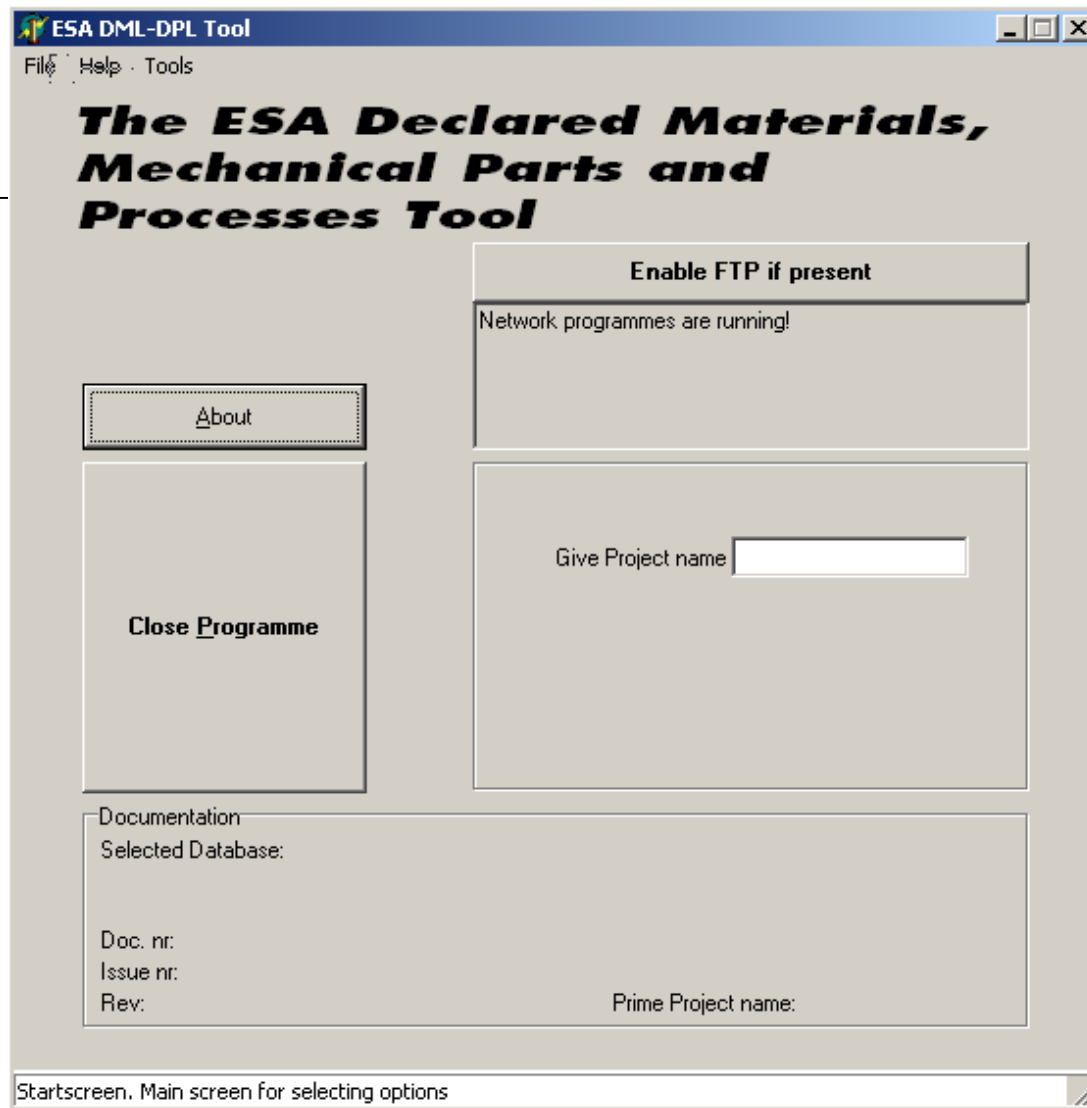 ESA DML-DPL Tool
File Help Tools
The ESA Declared Materials,
Mechanical Parts and
Processes Tool
Enable FTP if present
Network programmes are running!
About
Close Programme
Give Project name
Documentation
Selected Database:
Doc. nr:
Issue nr:
Rev:
Prime Project name:
Startscreen. Main screen for selecting options